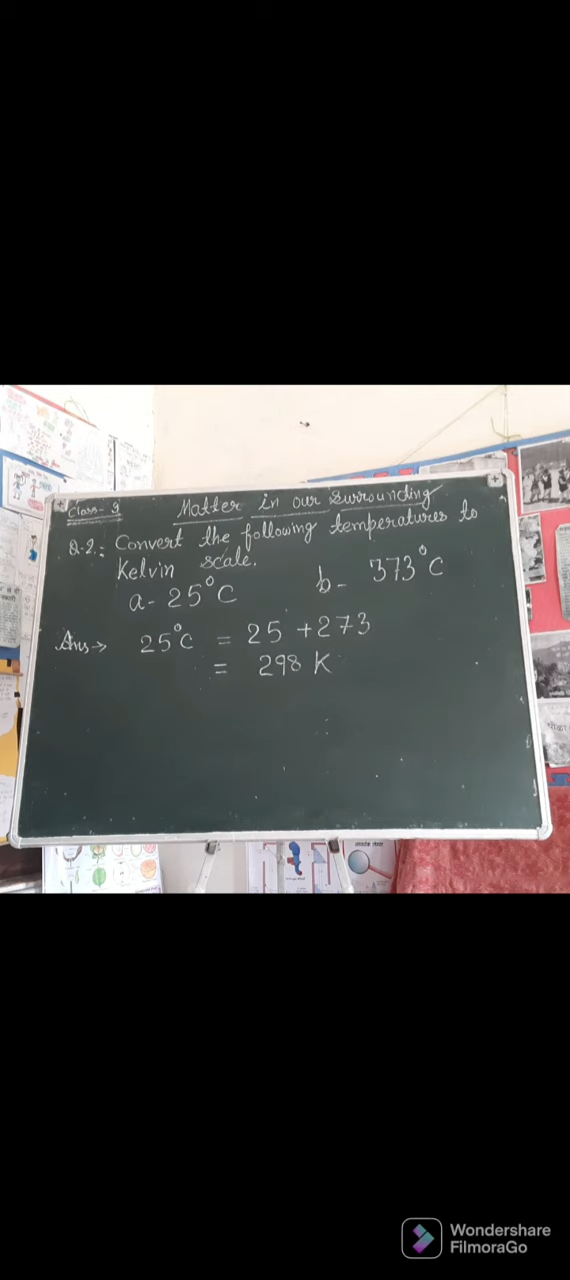 Class- 9
Matter in our Surrounding
Q-2.: Convert the following temperatures to
Kelvin scale.
a- 25°C b- 373°C
Ans→ 25°C = 25 + 273
= 298 K
Wondershare
FilmoraGo